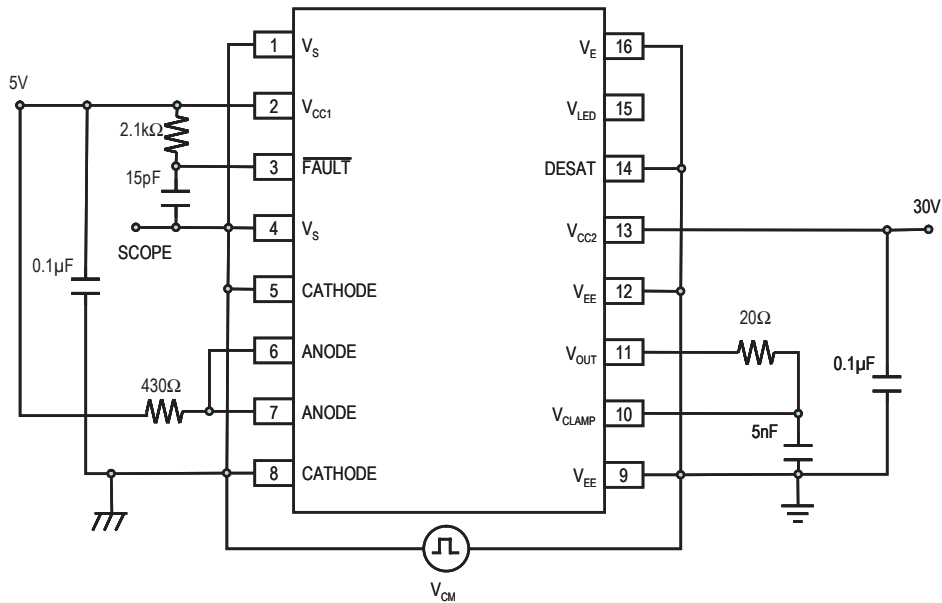 1 V_S
V_E 16
5V
2 V_CC1
V_LED 15
2.1kΩ
3 FAULT
DESAT 14
15pF
30V
4 V_S
V_CC2 13
SCOPE
0.1µF
5 CATHODE
V_EE 12
20Ω
6 ANODE
V_OUT 11
0.1µF
430Ω
7 ANODE
V_CLAMP 10
5nF
8 CATHODE
V_EE 9
V_CM